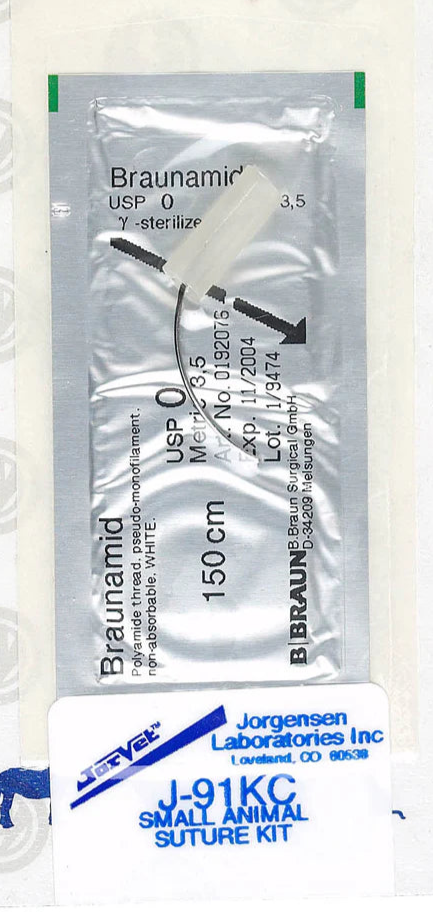 Braunamid
USP 0 3,5
γ -sterilize
Braunamid
Polyamide thread. pseudo-monofilament.
non-absorbable. WHITE.
USP 0
Metric 3,5
No. 0192076
Exp. 11/2004
Lot. 1/9474
150 cm
B|BRAUN
B.Braun Surgical GmbH
D-34209 Melsungen
JorVet™
Jorgensen
Laboratories Inc
Loveland, CO 80538
J-91KC
SMALL ANIMAL
SUTURE KIT